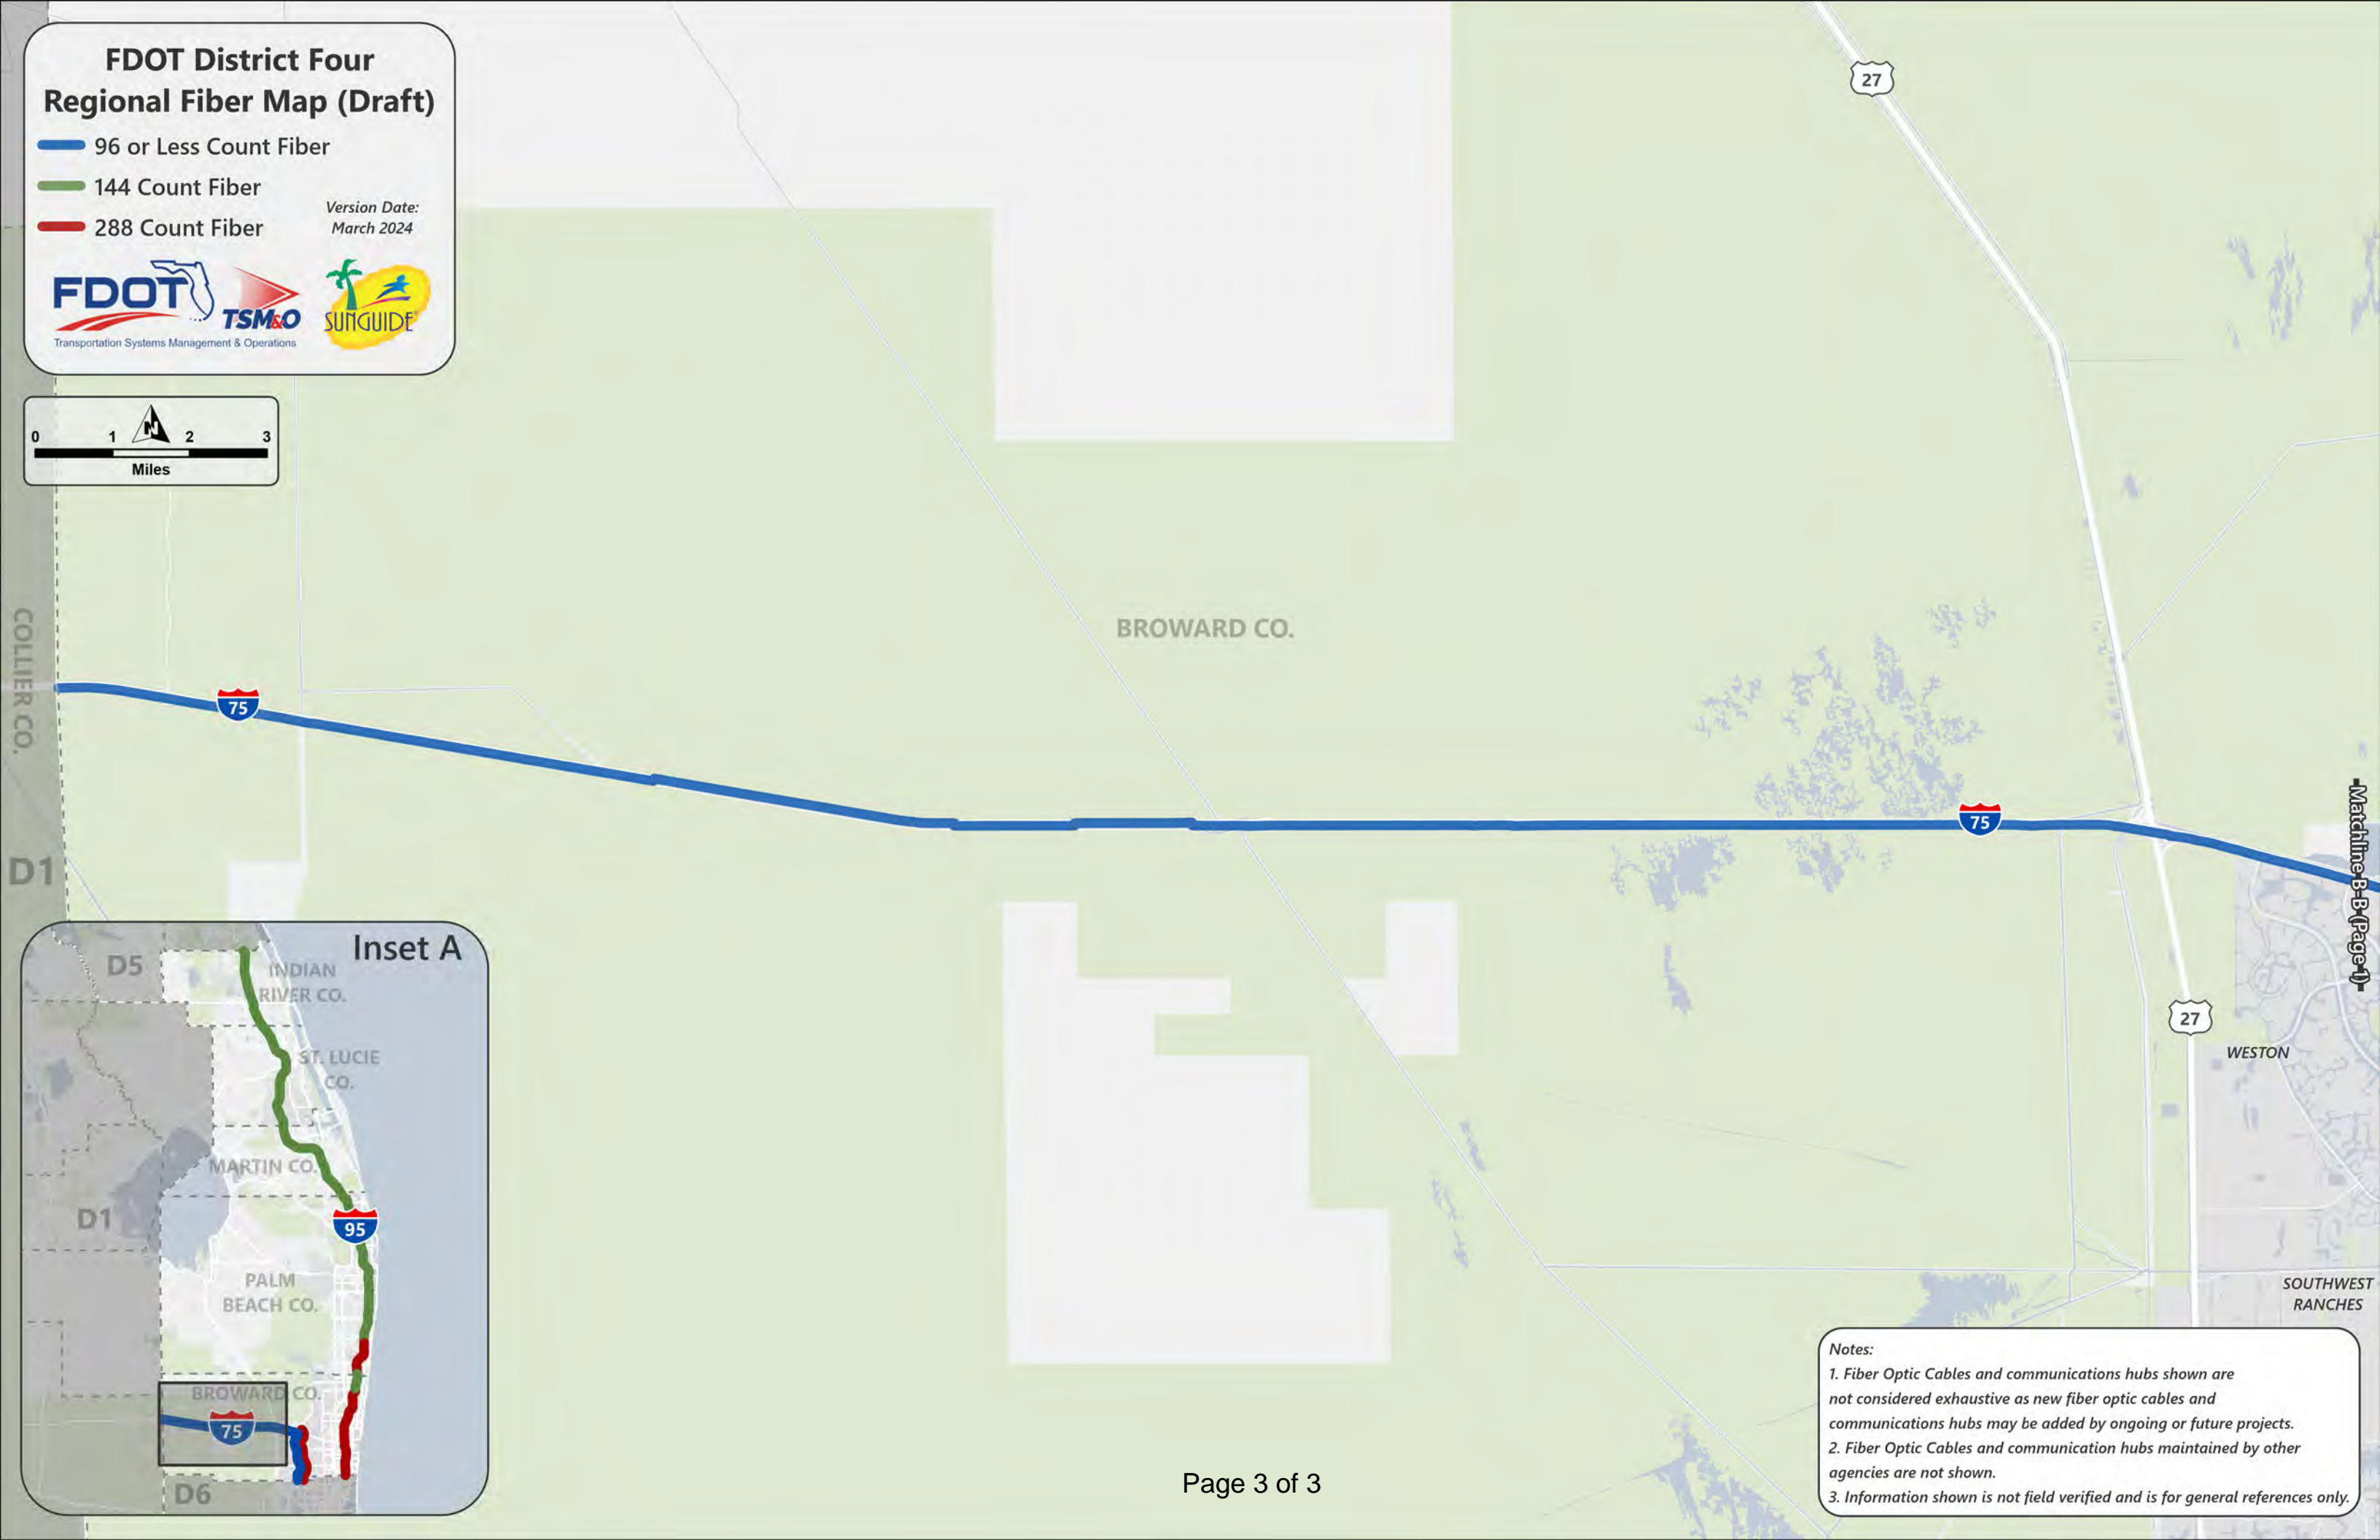 FDOT District Four
Regional Fiber Map (Draft)
96 or Less Count Fiber
144 Count Fiber
288 Count Fiber
Version Date:
March 2024
FDOT
TSM&O
SUNGUIDE
Transportation Systems Management & Operations
27
N
0 1 2 3
Miles
COLLIER CO.
BROWARD CO.
75
75
-Matchline B-B (Page 1)-
D1
27
WESTON
Inset A
D5
INDIAN
RIVER CO.
ST. LUCIE
CO.
MARTIN CO.
D1
95
PALM
BEACH CO.
BROWARD CO.
75
D6
SOUTHWEST
RANCHES
Notes:
1. Fiber Optic Cables and communications hubs shown are
not considered exhaustive as new fiber optic cables and
communications hubs may be added by ongoing or future projects.
2. Fiber Optic Cables and communication hubs maintained by other
agencies are not shown.
3. Information shown is not field verified and is for general references only.
Page 3 of 3